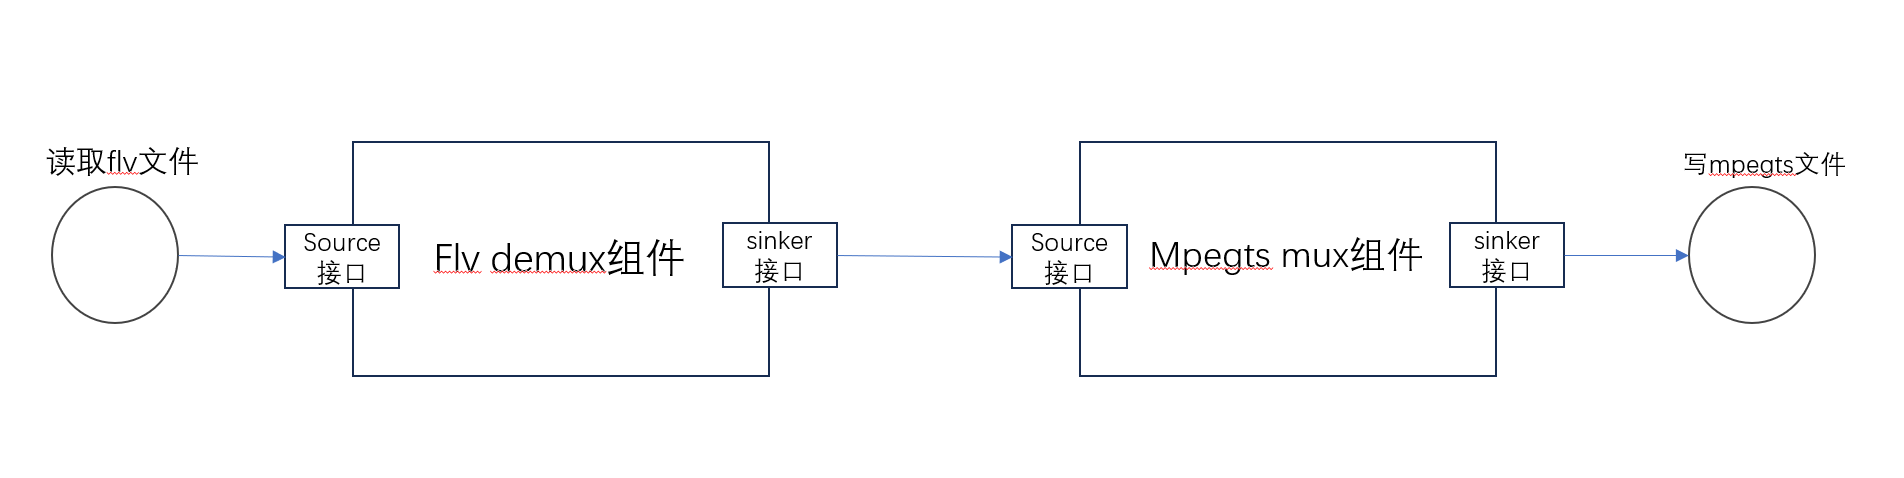 读取flv文件
Source
接口
Flv demux组件
sinker
接口
Source
接口
Mpegts mux组件
sinker
接口
写mpegts文件